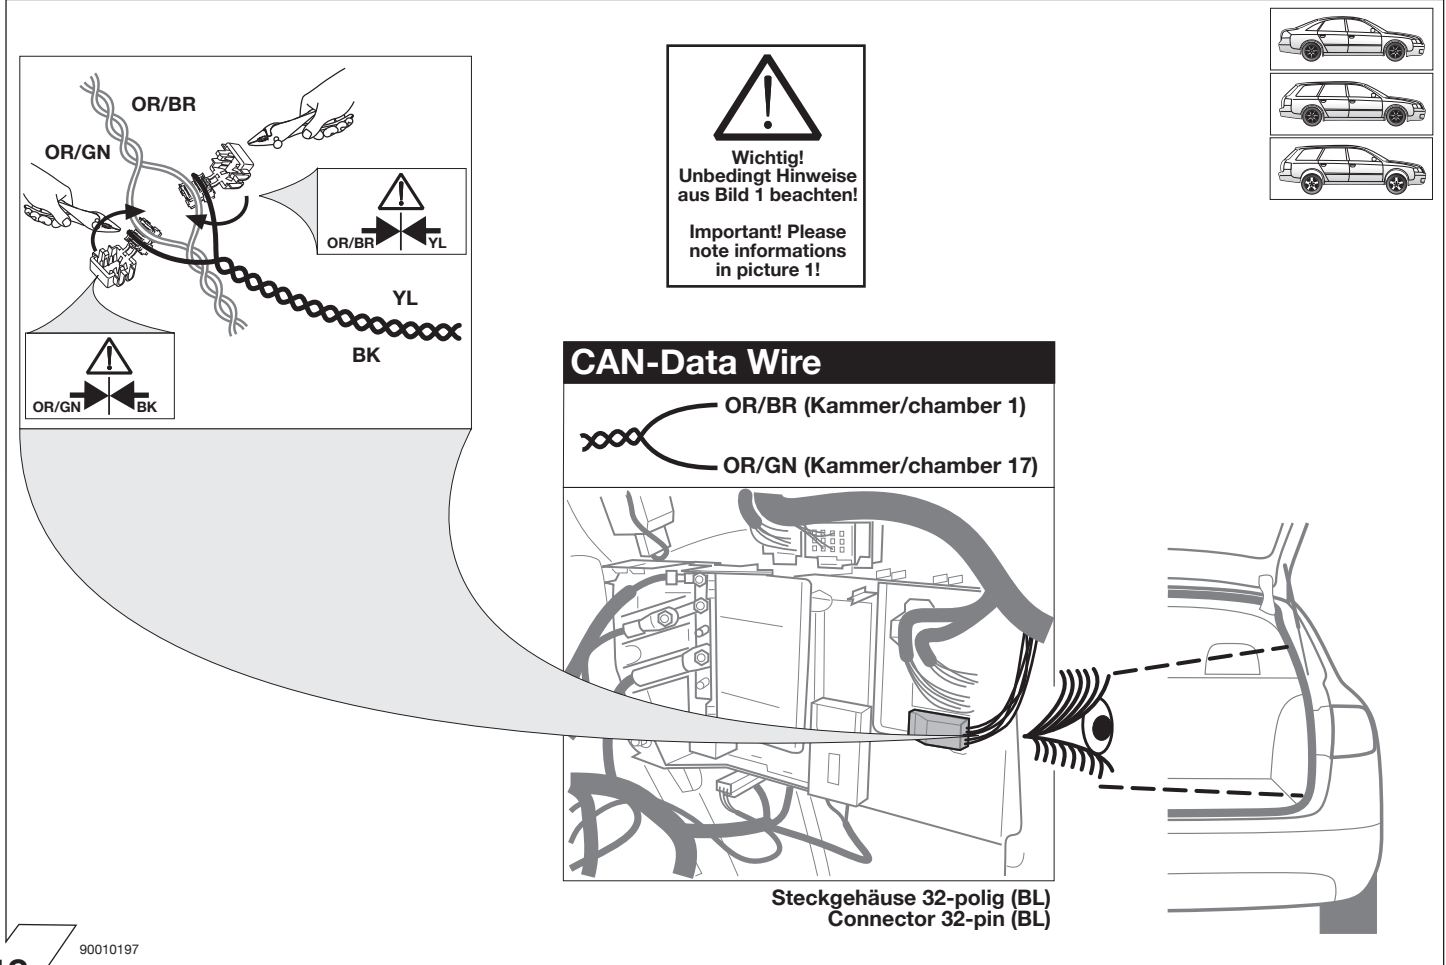 OR/BR
OR/GN
OR/BR
YL
YL
BK
OR/GN
BK
Wichtig!
Unbedingt Hinweise
aus Bild 1 beachten!
Important! Please
note informations
in picture 1!
CAN-Data Wire
OR/BR (Kammer/chamber 1)
OR/GN (Kammer/chamber 17)
Steckgehäuse 32-polig (BL)
Connector 32-pin (BL)
90010197